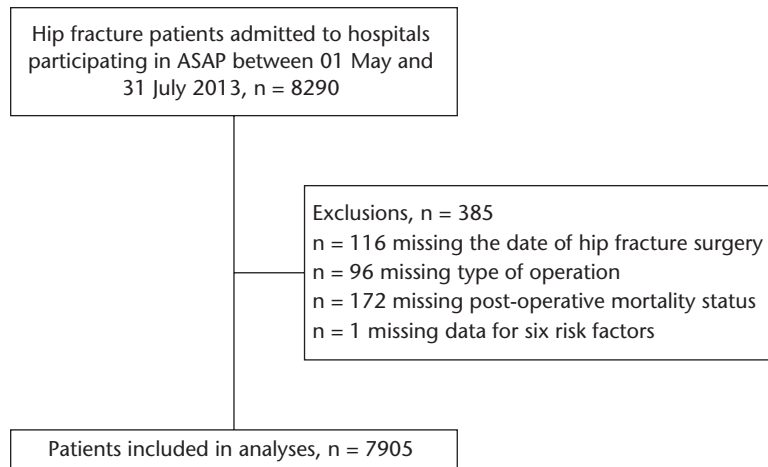 Hip fracture patients admitted to hospitals
participating in ASAP between 01 May and
31 July 2013, n = 8290
Exclusions, n = 385
n = 116 missing the date of hip fracture surgery
n = 96 missing type of operation
n = 172 missing post-operative mortality status
n = 1 missing data for six risk factors
Patients included in analyses, n = 7905